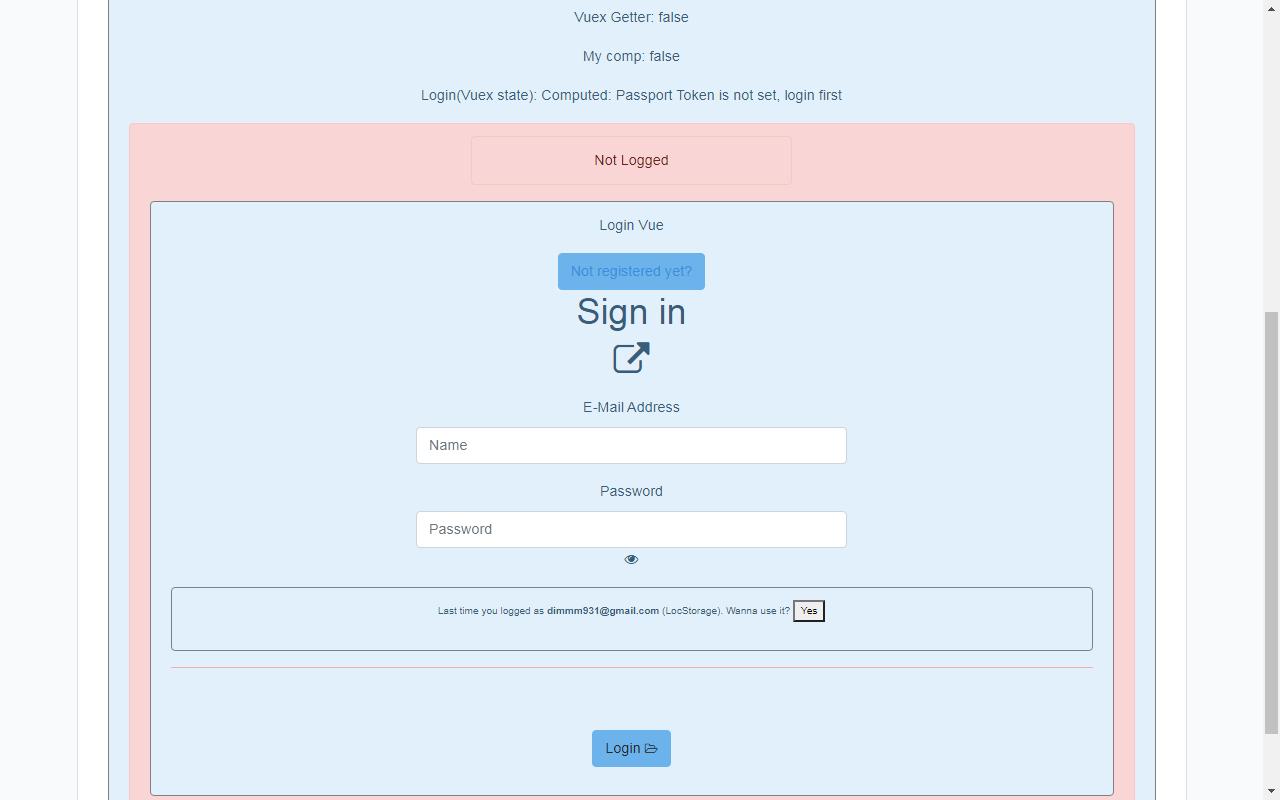 Vuex Getter: false
My comp: false
Login(Vuex state): Computed: Passport Token is not set, login first
Not Logged
Login Vue
Not registered yet?
Sign in
E-Mail Address
Name
Password
Password
Last time you logged as dimmm931@gmail.com (LocStorage). Wanna use it? Yes
Login